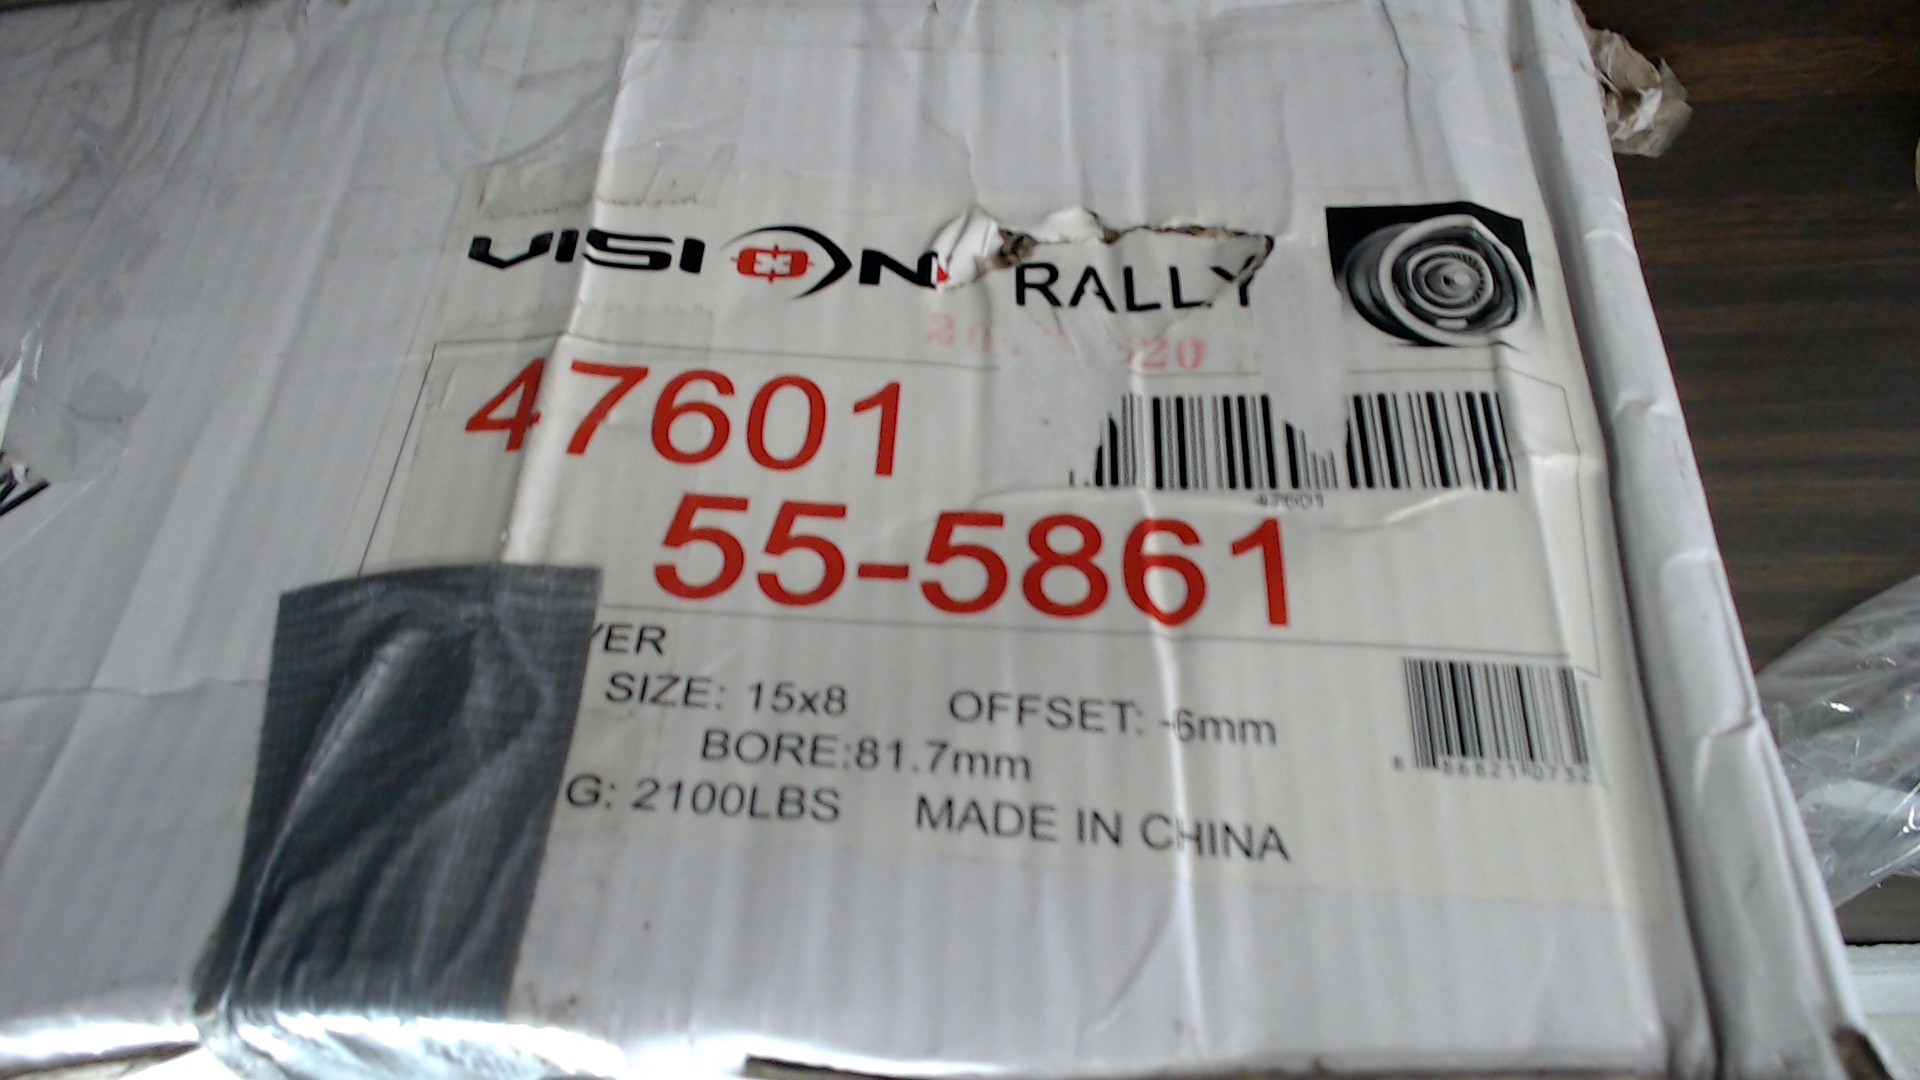 VISION RALLY
47601
47601
55-5861
YER
SIZE: 15x8 OFFSET: -6mm
BORE:81.7mm
G: 2100LBS MADE IN CHINA